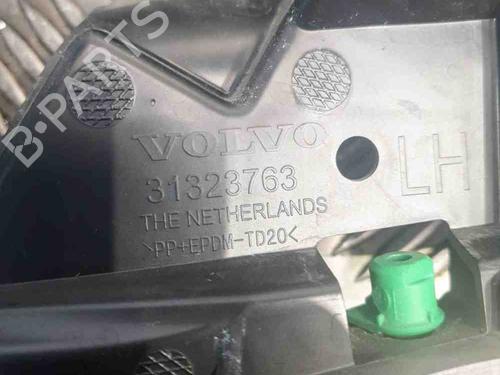 B-PARTS
VOLVO
31323763
LH
THE NETHERLANDS
>PP+EPDM-TD20<